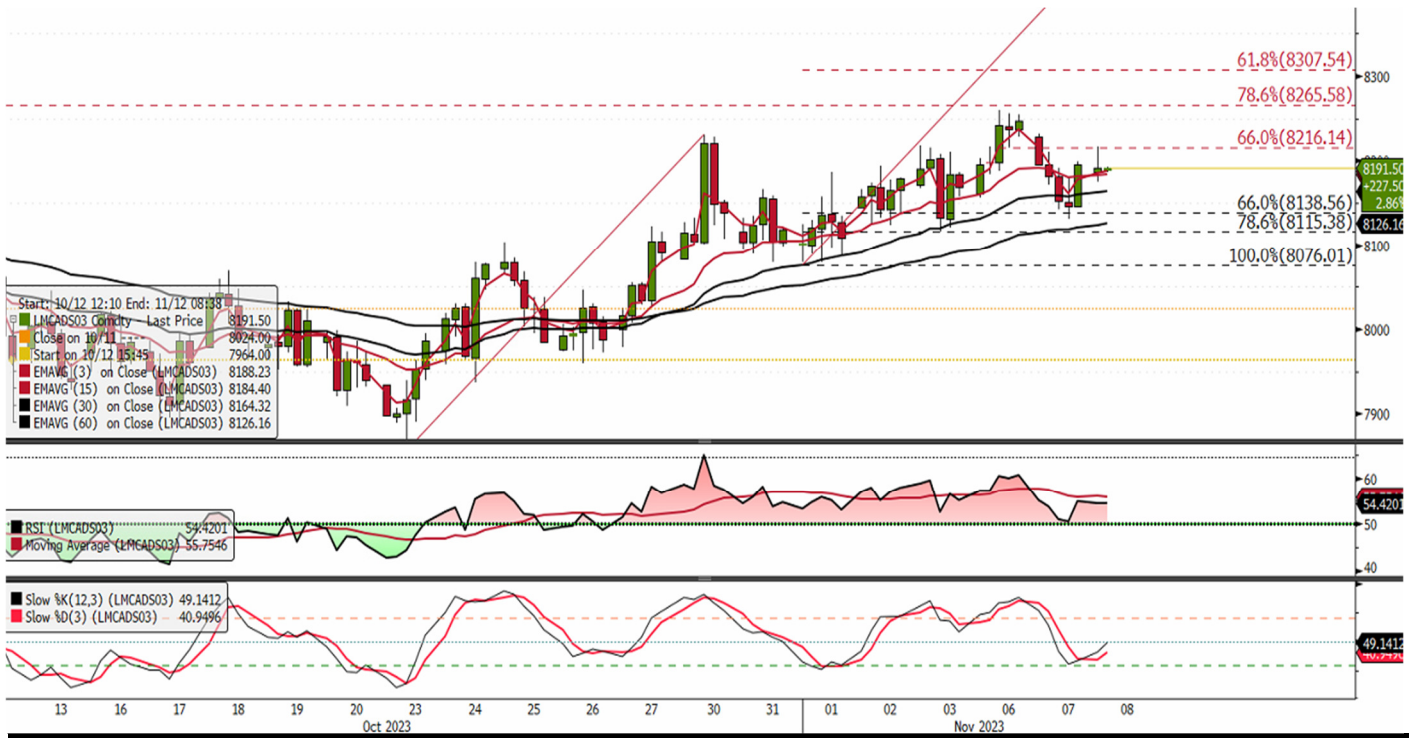 61.8%(8307.54)
8300
78.6%(8265.58)
66.0%(8216.14)
8191.50
+227.50
2.86%
66.0%(8138.56)
78.6%(8115.38)
8126.16
8100
100.0%(8076.01)
8000
7900
Start: 10/12 12:10 End: 11/12 08:38
LMCADS03 Comdty - Last Price 8191.50
Close on 10/11 ---- 8024.00
Start on 10/12 15:45 7964.00
EMAVG (3) on Close (LMCADS03) 8188.23
EMAVG (15) on Close (LMCADS03) 8184.40
EMAVG (30) on Close (LMCADS03) 8164.32
EMAVG (60) on Close (LMCADS03) 8126.16
60
54.4201
50
40
RSI (LMCADS03) 54.4201
Moving Average (LMCADS03) 55.7546
Slow %K(12,3) (LMCADS03) 49.1412
Slow %D(3) (LMCADS03) 40.9496
49.1412
40.9496
13 16 17 18 19 20 23 24 25 26 27 30 31 01 02 03 06 07 08
Oct 2023 Nov 2023